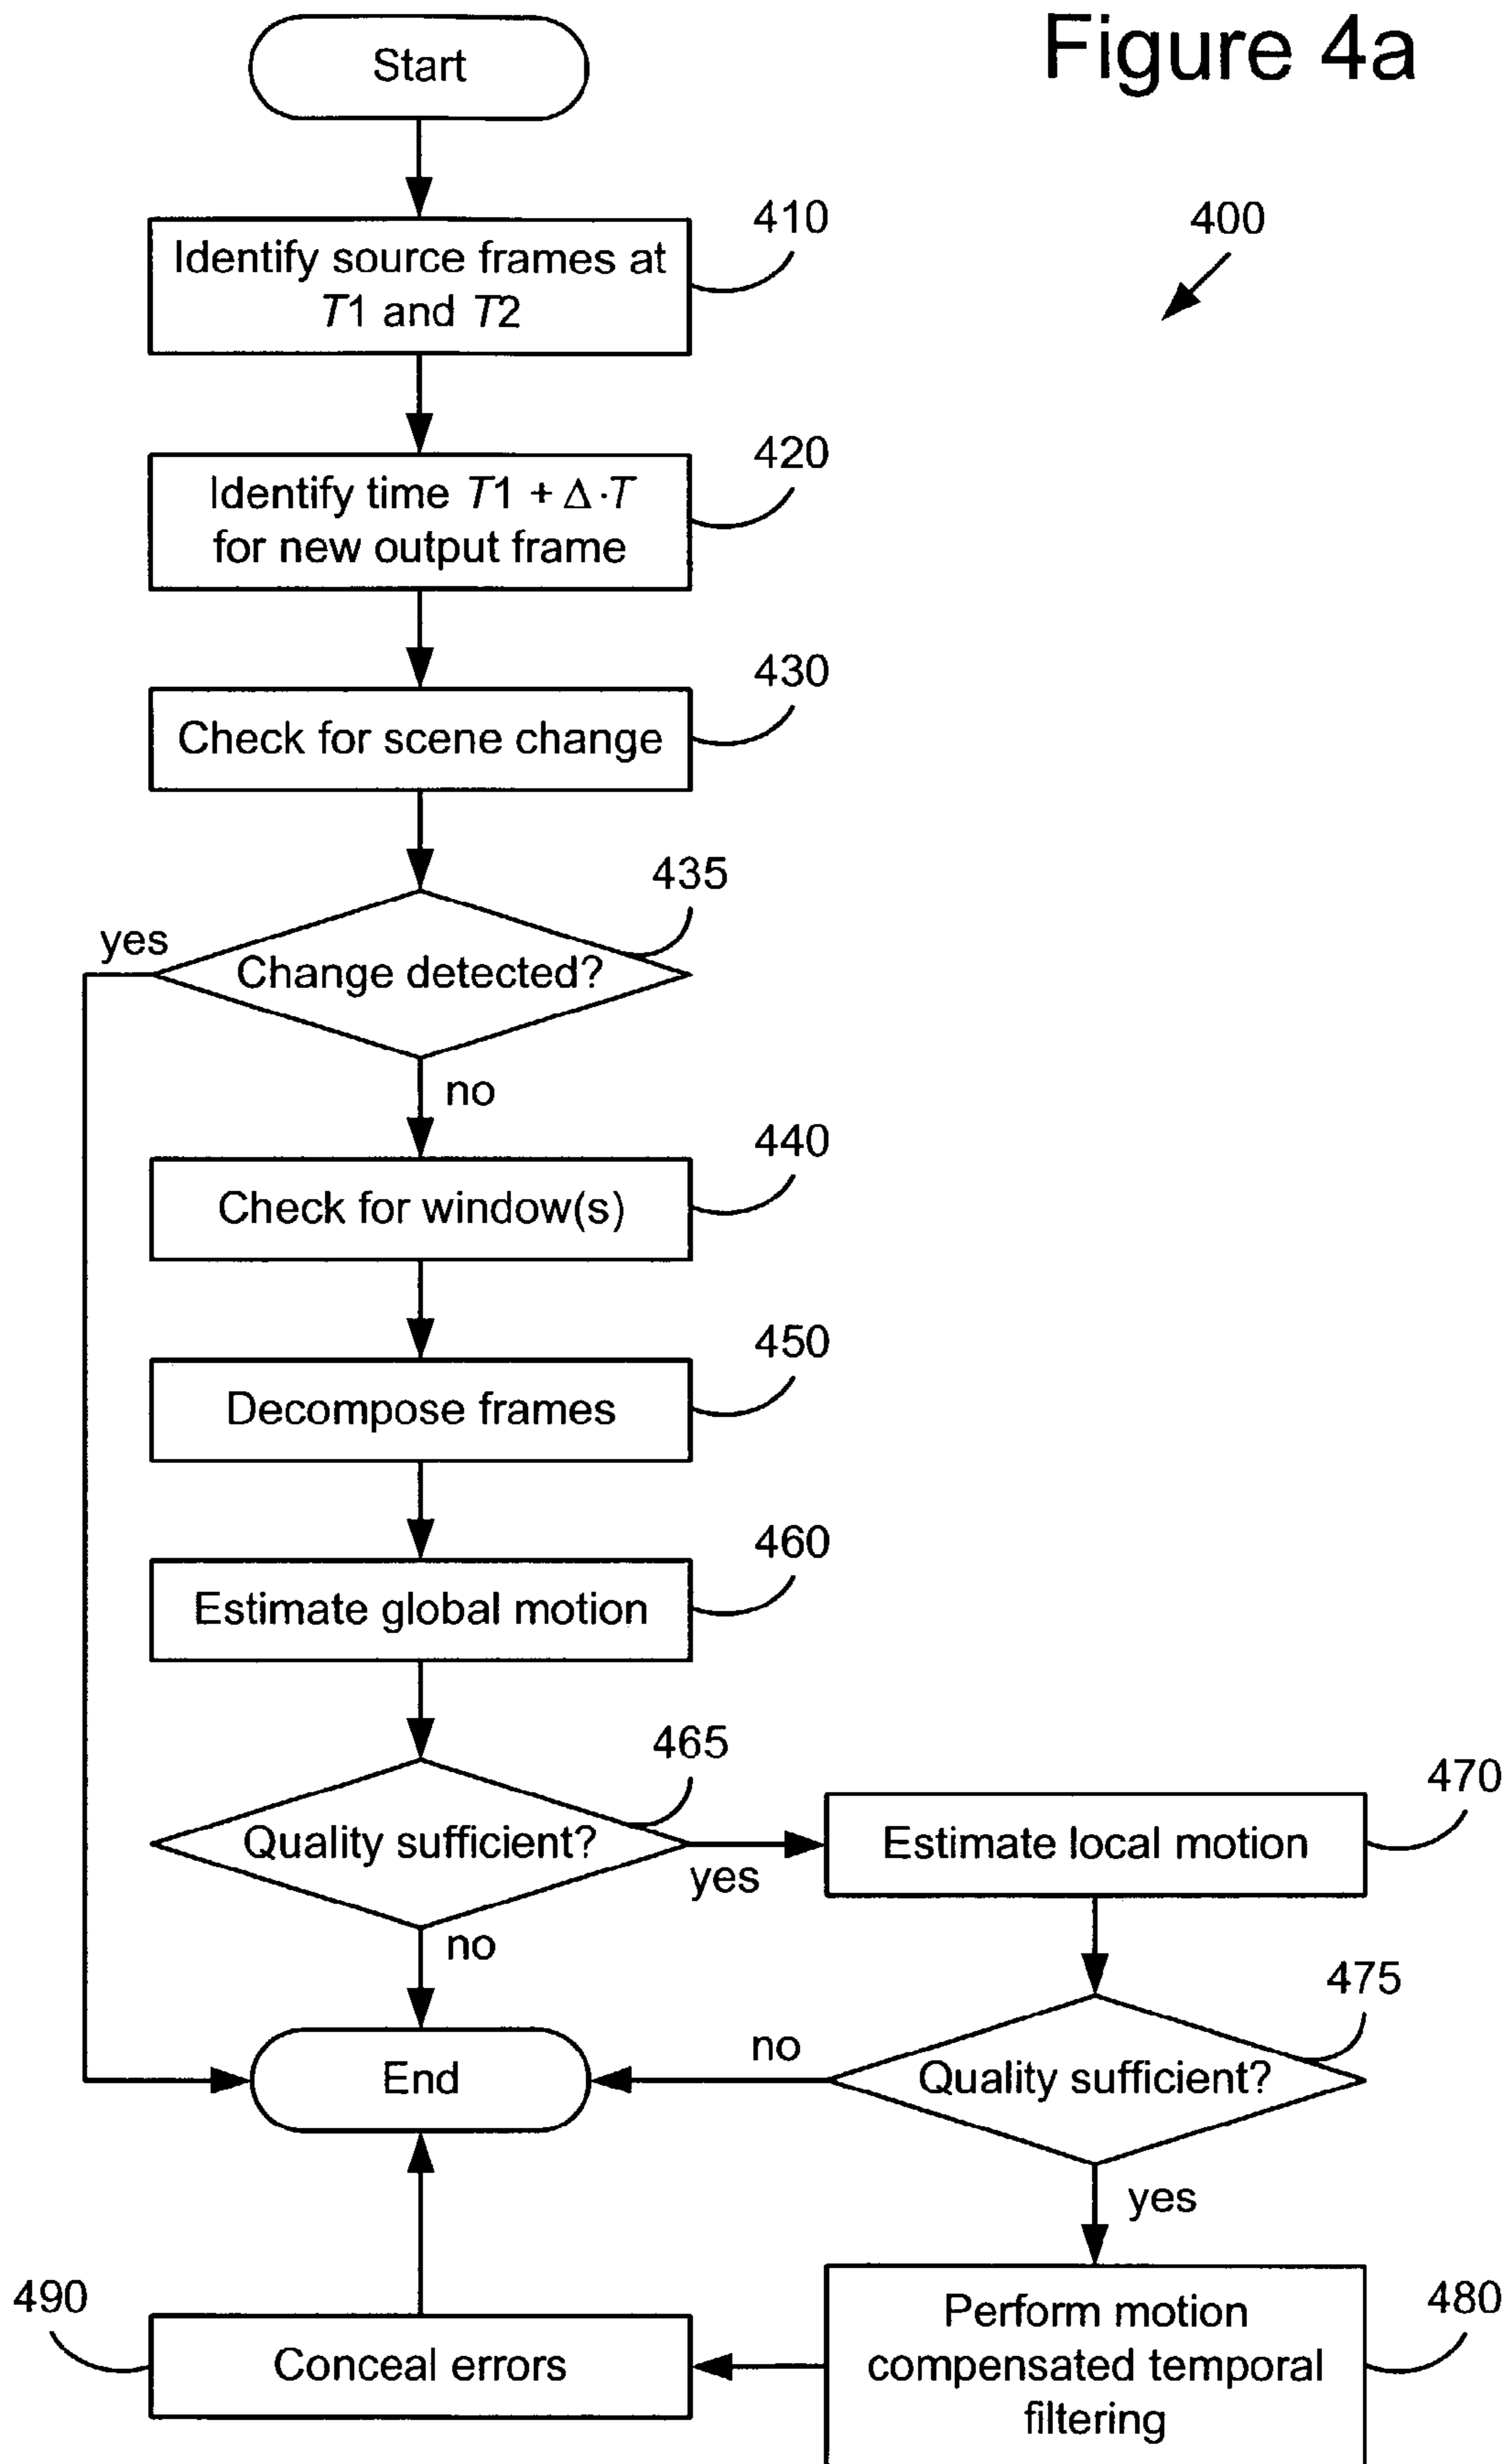 Figure 4a
Start
400
410
Identify source frames at
T1 and T2
420
Identify time T1 + Δ·T
for new output frame
430
Check for scene change
435
yes
Change detected?
no
440
Check for window(s)
450
Decompose frames
460
Estimate global motion
465
Quality sufficient?
yes
no
470
Estimate local motion
475
Quality sufficient?
no
yes
End
480
Perform motion
compensated temporal
filtering
490
Conceal errors